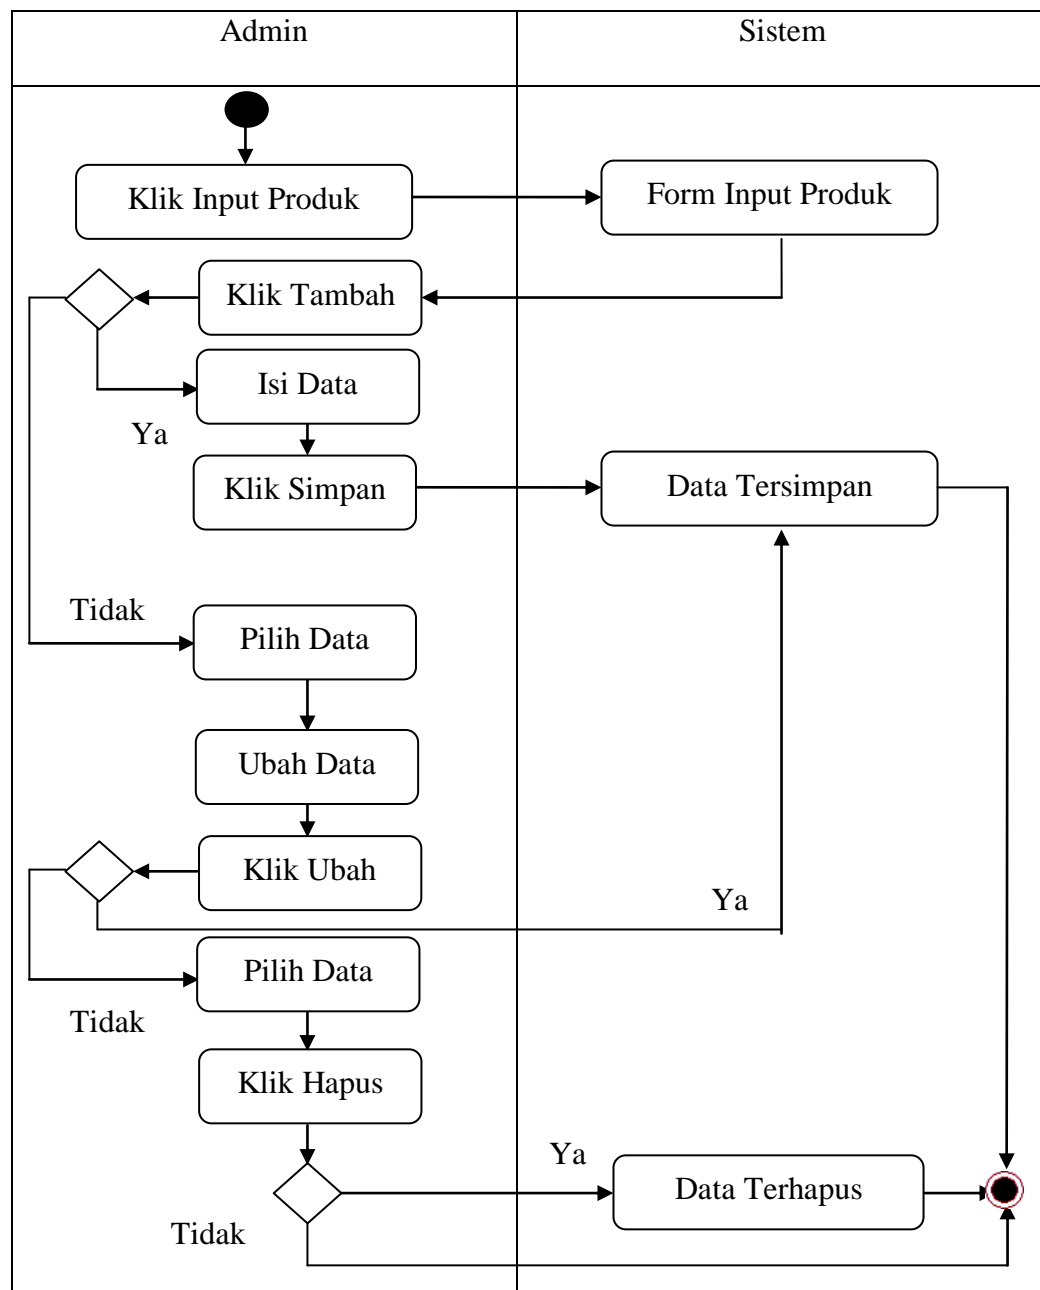 Admin
Sistem
Klik Input Produk
Form Input Produk
Klik Tambah
Isi Data
Ya
Klik Simpan
Data Tersimpan
Tidak
Pilih Data
Ubah Data
Klik Ubah
Ya
Pilih Data
Tidak
Klik Hapus
Ya
Data Terhapus
Tidak